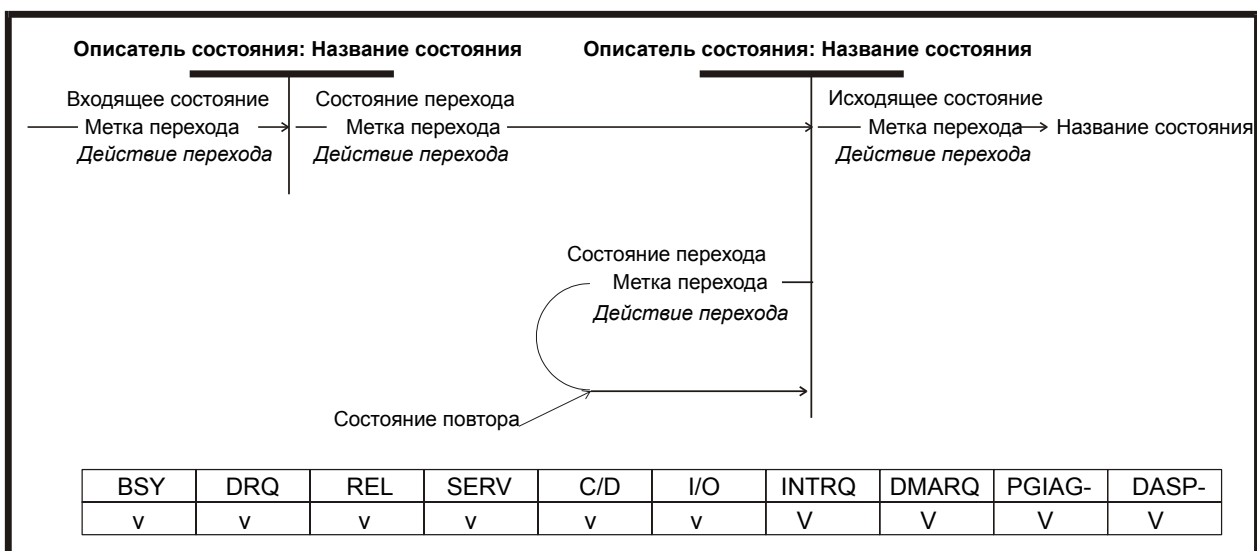 Описатель состояния: Название состояния
Описатель состояния: Название состояния
Входящее состояние
Метка перехода
Действие перехода
Состояние перехода
Метка перехода
Действие перехода
Исходящее состояние
Метка перехода
Действие перехода
Название состояния
Состояние перехода
Метка перехода
Действие перехода
Состояние повтора
BSY DRQ REL SERV C/D I/O INTRQ DMARQ PGIAG- DASP-
v v v v v v V V V V